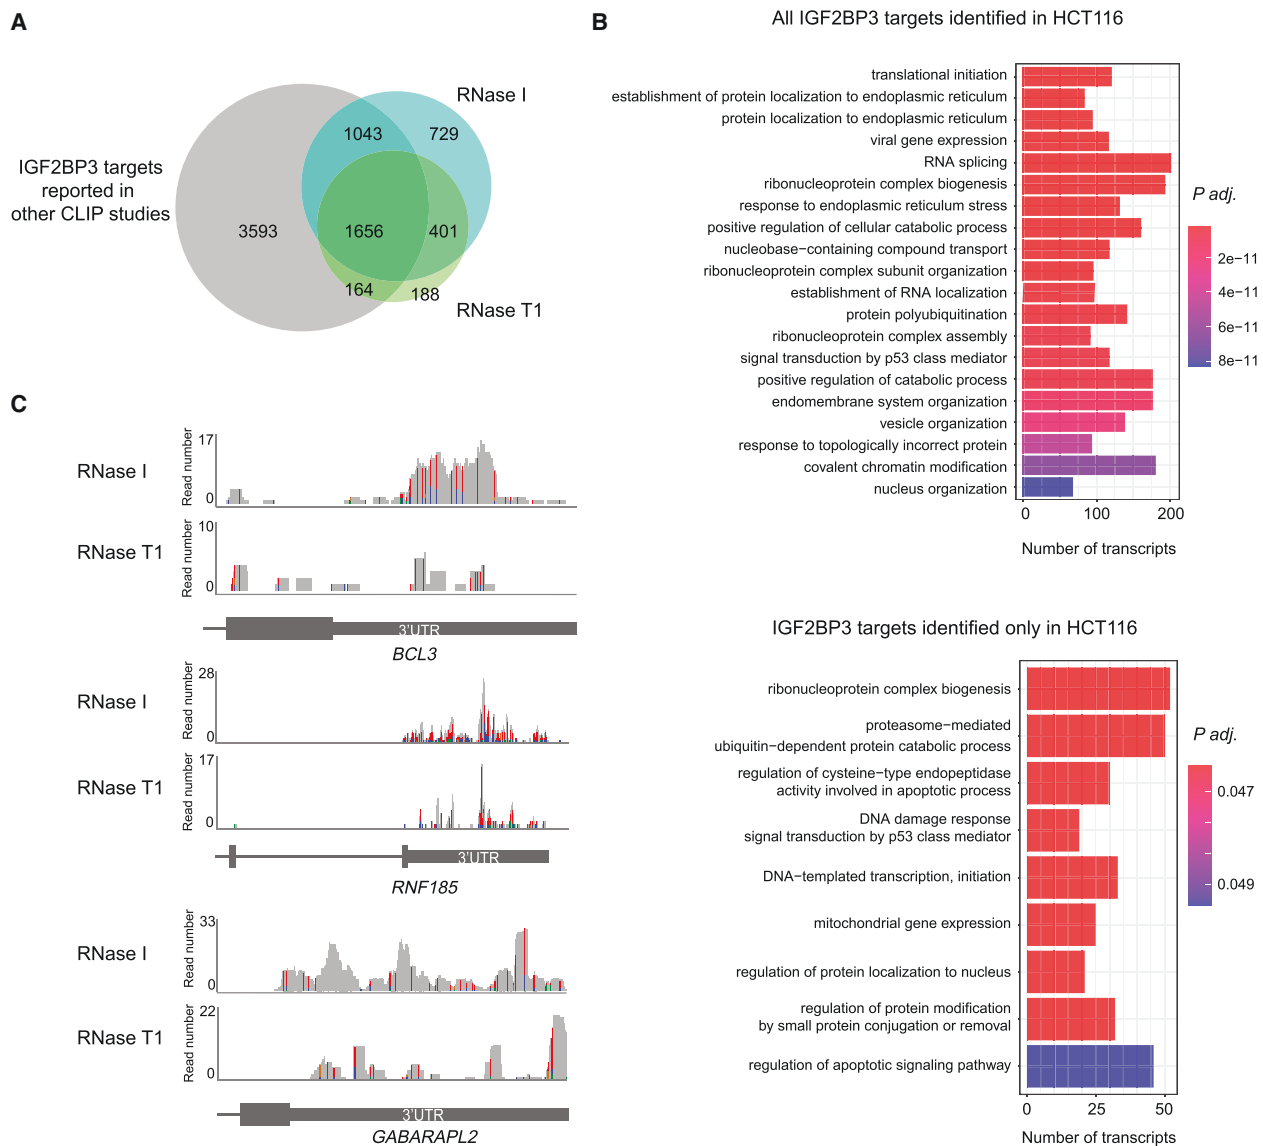 A
RNase I
1043
729
IGF2BP3 targets
reported in
other CLIP studies
3593
1656
401
164
188
RNase T1
B
All IGF2BP3 targets identified in HCT116
translational initiation
establishment of protein localization to endoplasmic reticulum
protein localization to endoplasmic reticulum
viral gene expression
RNA splicing
ribonucleoprotein complex biogenesis
response to endoplasmic reticulum stress
positive regulation of cellular catabolic process
nucleobase−containing compound transport
ribonucleoprotein complex subunit organization
establishment of RNA localization
protein polyubiquitination
ribonucleoprotein complex assembly
signal transduction by p53 class mediator
positive regulation of catabolic process
endomembrane system organization
vesicle organization
response to topologically incorrect protein
covalent chromatin modification
nucleus organization
0 100 200
Number of transcripts
P adj.
2e−11
4e−11
6e−11
8e−11
IGF2BP3 targets identified only in HCT116
ribonucleoprotein complex biogenesis
proteasome−mediated
ubiquitin−dependent protein catabolic process
regulation of cysteine−type endopeptidase
activity involved in apoptotic process
DNA damage response
signal transduction by p53 class mediator
DNA−templated transcription, initiation
mitochondrial gene expression
regulation of protein localization to nucleus
regulation of protein modification
by small protein conjugation or removal
regulation of apoptotic signaling pathway
0 25 50
Number of transcripts
P adj.
0.047
0.049
C
RNase I
Read number
17
0
RNase T1
Read number
10
0
3'UTR
BCL3
RNase I
Read number
28
0
RNase T1
Read number
17
0
3'UTR
RNF185
RNase I
Read number
33
0
RNase T1
Read number
22
0
3'UTR
GABARAPL2